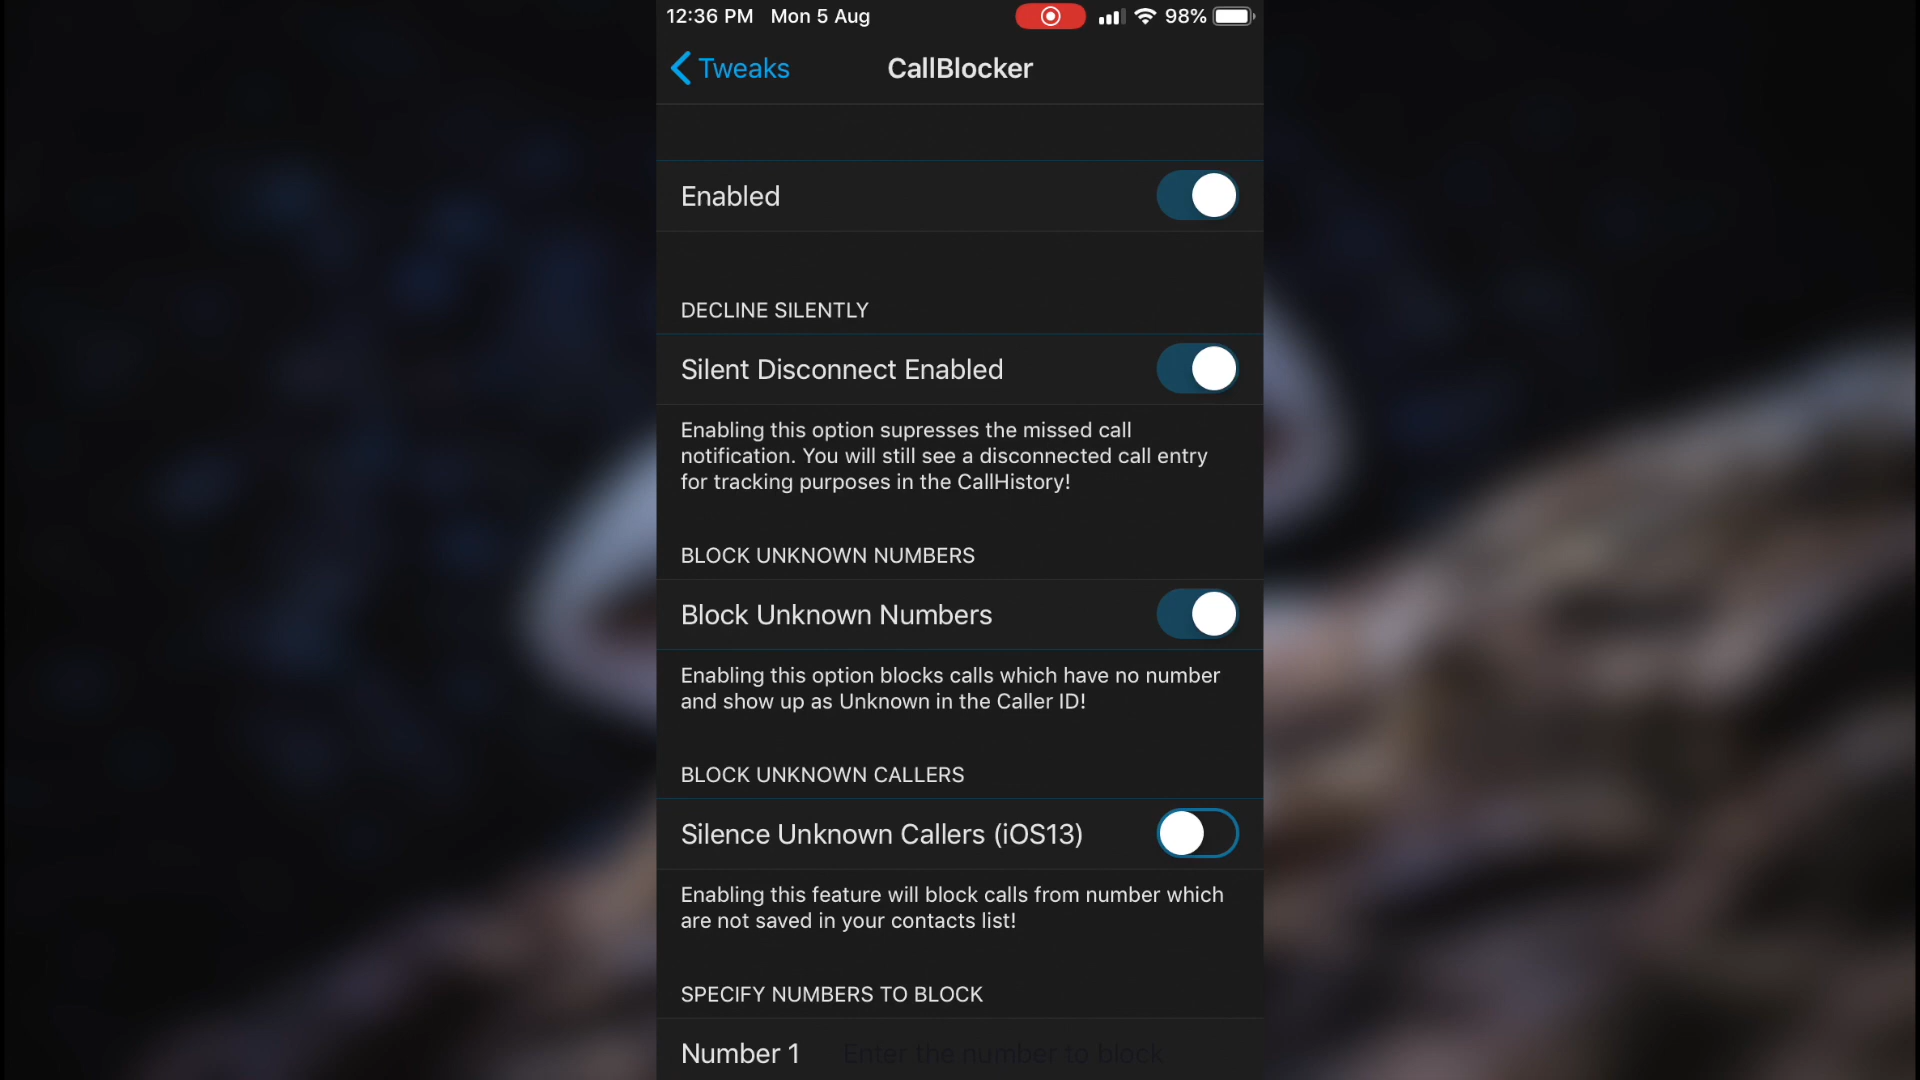 12:36 PM Mon 5 Aug 98%
Tweaks CallBlocker
Enabled
DECLINE SILENTLY
Silent Disconnect Enabled
Enabling this option supresses the missed call
notification. You will still see a disconnected call entry
for tracking purposes in the CallHistory!
BLOCK UNKNOWN NUMBERS
Block Unknown Numbers
Enabling this option blocks calls which have no number
and show up as Unknown in the Caller ID!
BLOCK UNKNOWN CALLERS
Silence Unknown Callers (iOS13)
Enabling this feature will block calls from number which
are not saved in your contacts list!
SPECIFY NUMBERS TO BLOCK
Number 1 Enter the number to block